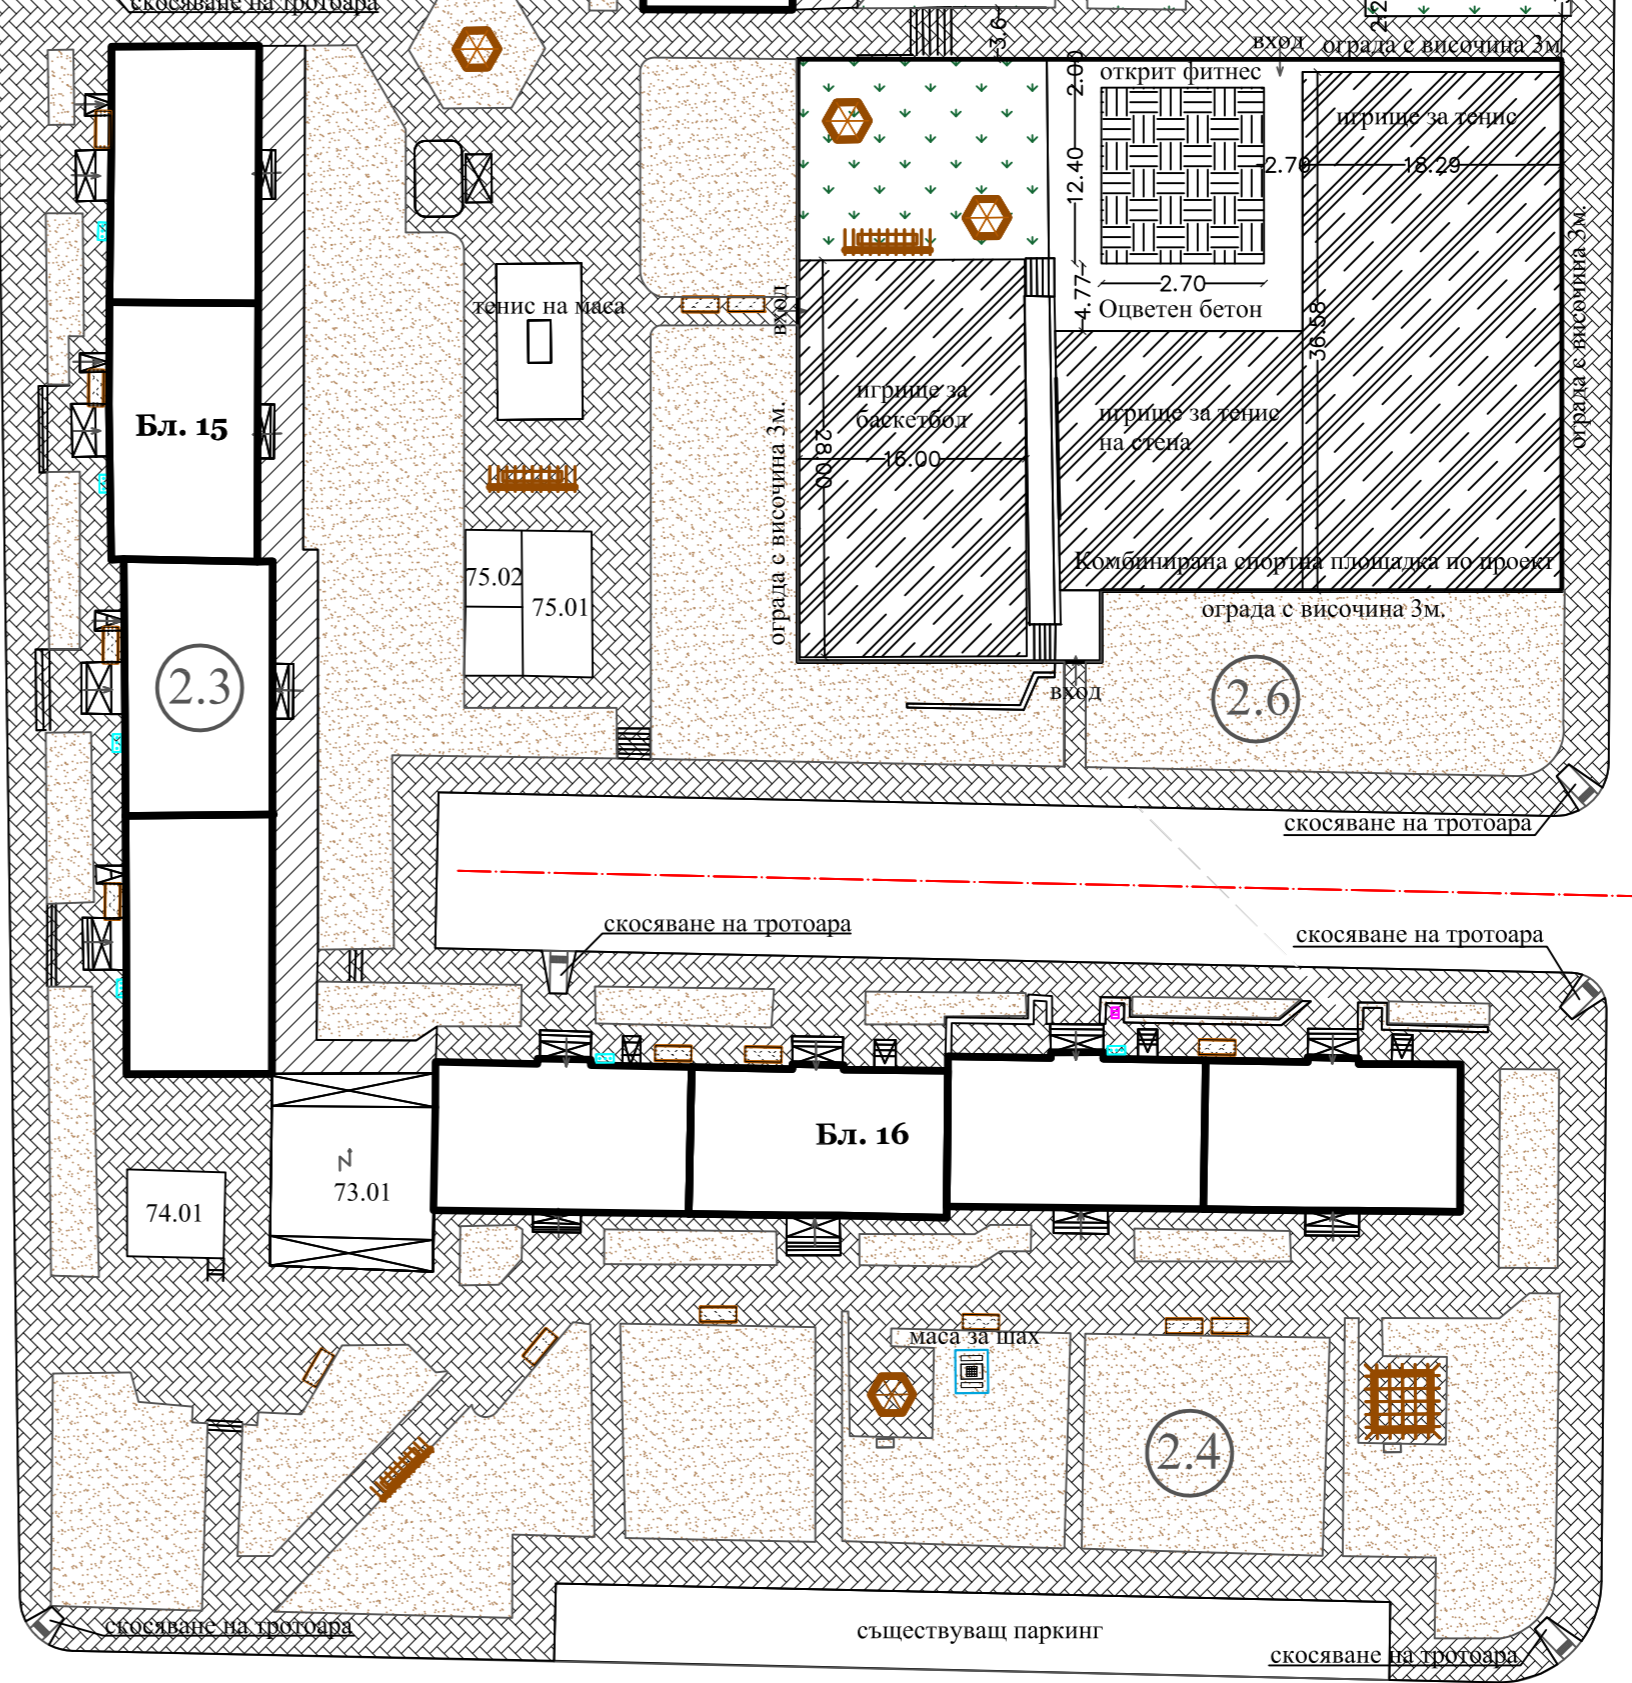 скосяване на тротоара
3.6
2.2
вход
ограда с височина 3м.
2.00
открит фитнес
игрище за тенис
12.40
2.70
18.29
4.77
2.70
Оцветен бетон
36.58
ограда с височина 3м.
тенис на маса
вход
Бл. 15
игрище за
баскетбол
28.00
16.00
игрище за тенис
на стена
ограда с височина 3м.
Комбинирана спортна площадка по проект
ограда с височина 3м.
75.02
75.01
2.3
вход
2.6
скосяване на тротоара
скосяване на тротоара
скосяване на тротоара
Бл. 16
N
73.01
74.01
маса за шах
2.4
скосяване на тротоара
съществуващ паркинг
скосяване на тротоара